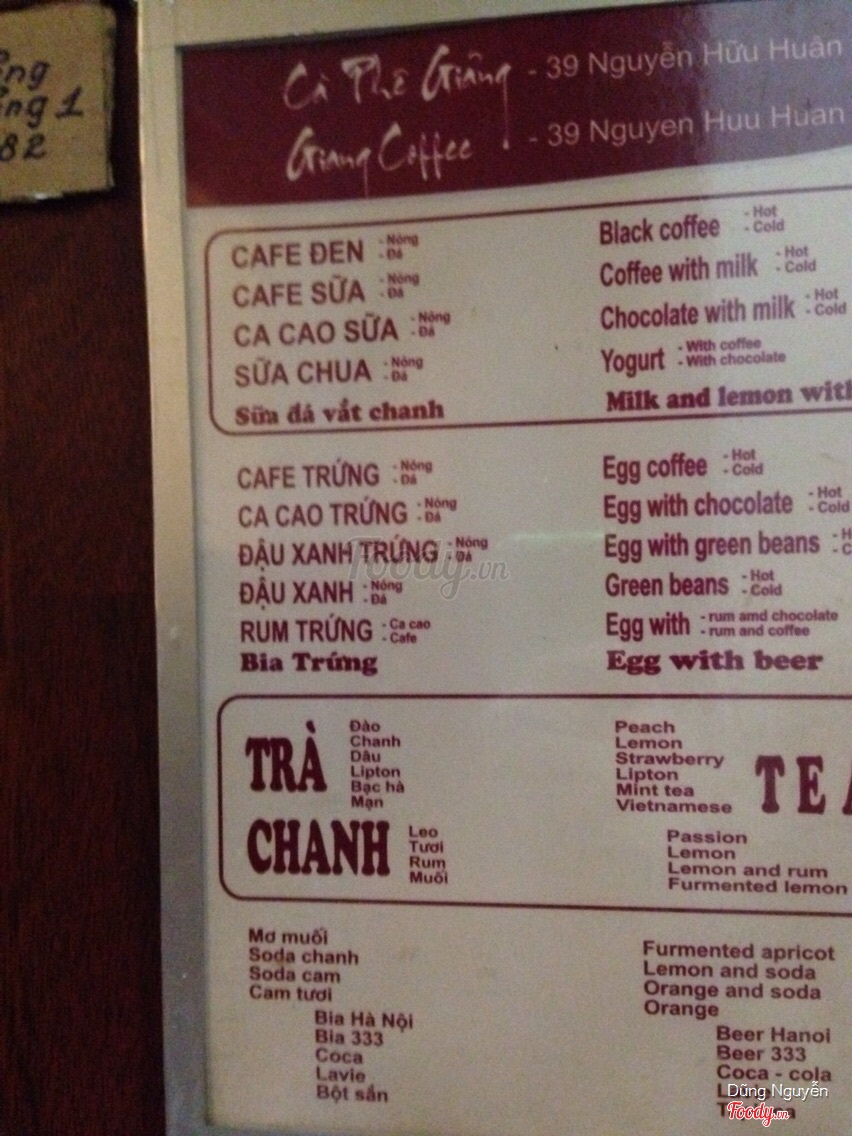 ng 1
82
Cà Phê Giảng - 39 Nguyễn Hữu Huân
Giang Coffee - 39 Nguyen Huu Huan
CAFE ĐEN - Nóng - Đá
CAFE SỮA - Nóng - Đá
CA CAO SỮA - Nóng - Đá
SỮA CHUA - Nóng - Đá
Sữa đá vắt chanh
Black coffee - Hot - Cold
Coffee with milk - Hot - Cold
Chocolate with milk - Hot - Cold
Yogurt - With coffee - With chocolate
Milk and lemon with
CAFE TRỨNG - Nóng - Đá
CA CAO TRỨNG - Nóng - Đá
ĐẬU XANH TRỨNG - Nóng - Đá
ĐẬU XANH - Nóng - Đá
RUM TRỨNG - Ca cao - Cafe
Bia Trứng
Egg coffee - Hot - Cold
Egg with chocolate - Hot - Cold
Egg with green beans
Green beans - Hot - Cold
Egg with - rum amd chocolate - rum and coffee
Egg with beer
Foody.vn
TRÀ
Đào
Chanh
Dâu
Lipton
Bạc hà
Mạn
CHANH
Leo
Tươi
Rum
Muối
Peach
Lemon
Strawberry
Lipton
Mint tea
Vietnamese
TEA
Passion
Lemon
Lemon and rum
Furmented lemon
Mơ muối
Soda chanh
Soda cam
Cam tươi
Bia Hà Nội
Bia 333
Coca
Lavie
Bột sắn
Furmented apricot
Lemon and soda
Orange and soda
Orange
Beer Hanoi
Beer 333
Coca - cola
Dũng Nguyễn
Foody.vn